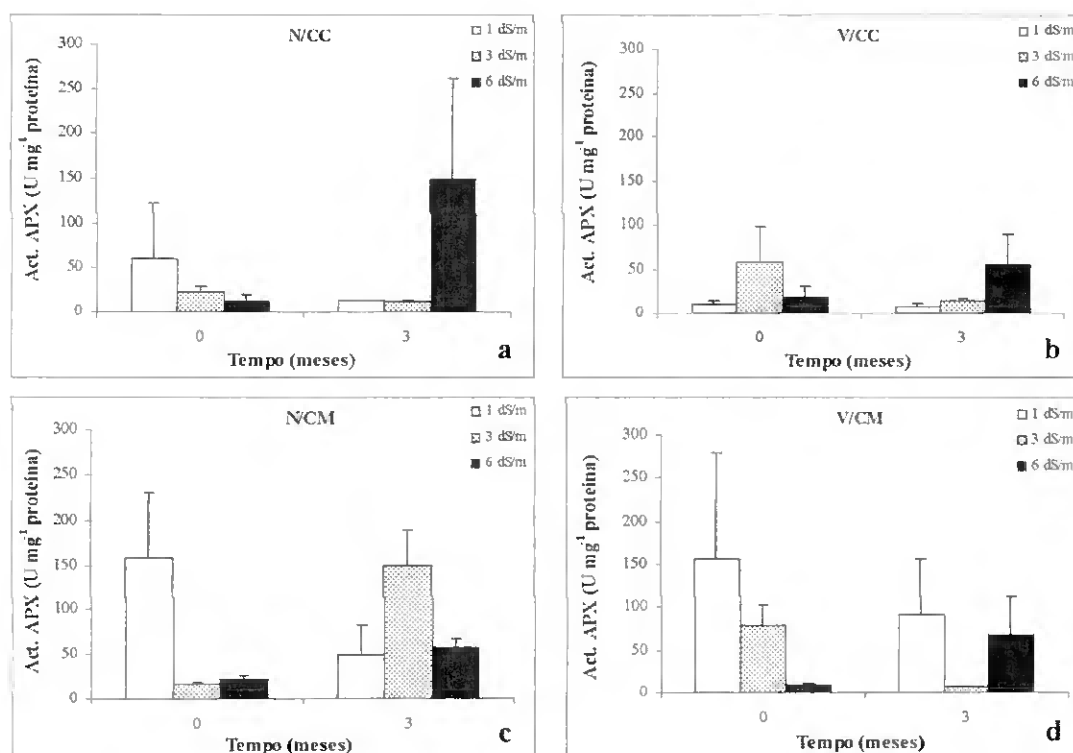 N/CC
1 dS/m
3 dS/m
6 dS/m
Act. APX (U mg-1 proteína)
300
250
200
150
100
50
0
0 3
Tempo (meses)
a
V/CC
1 dS/m
3 dS/m
6 dS/m
Act. APX (U mg-1 proteína)
300
250
200
150
100
50
0
0 3
Tempo (meses)
b
N/CM
1 dS/m
3 dS/m
6 dS/m
Act. APX (U mg-1 proteína)
300
250
200
150
100
50
0
0 3
Tempo (meses)
c
V/CM
1 dS/m
3 dS/m
6 dS/m
Act. APX (U mg-1 proteína)
300
250
200
150
100
50
0
0 3
Tempo (meses)
d